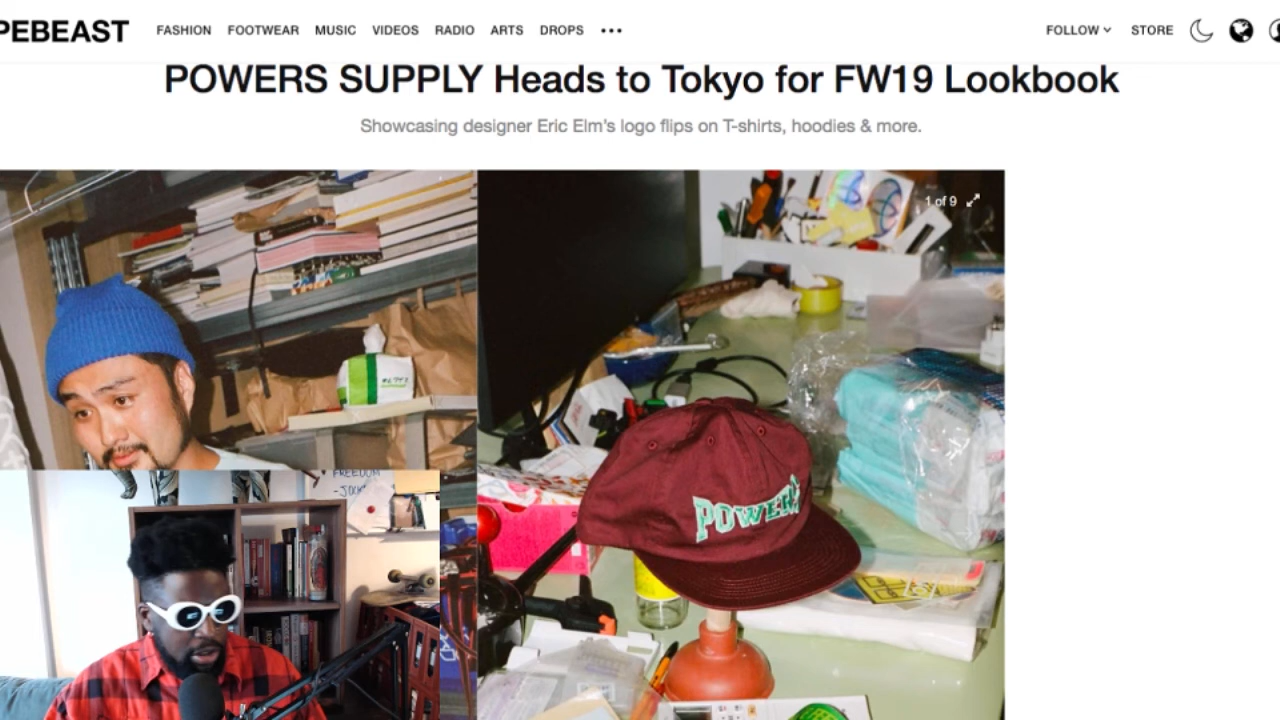 PEBEAST FASHION FOOTWEAR MUSIC VIDEOS RADIO ARTS DROPS ••• FOLLOW STORE
POWERS SUPPLY Heads to Tokyo for FW19 Lookbook
Showcasing designer Eric Elm's logo flips on T-shirts, hoodies & more.
1 of 9
FREEDOM
POWERS